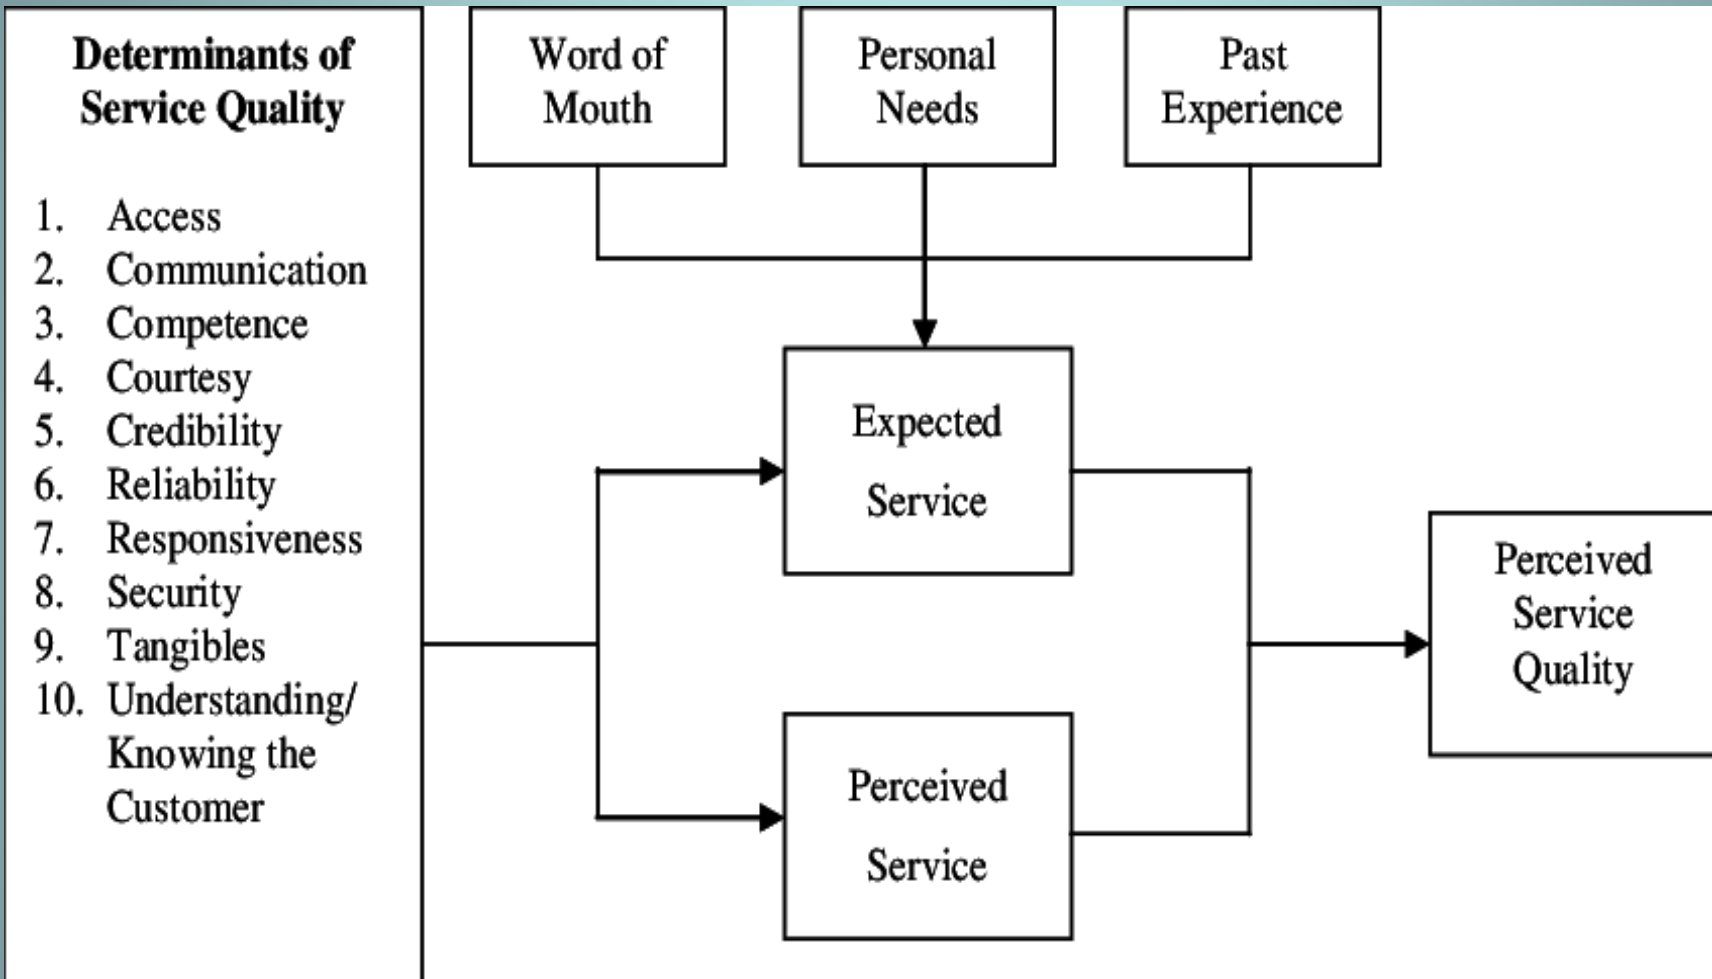 Determinants of
Service Quality
1. Access
2. Communication
3. Competence
4. Courtesy
5. Credibility
6. Reliability
7. Responsiveness
8. Security
9. Tangibles
10. Understanding/
Knowing the
Customer
Word of
Mouth
Personal
Needs
Past
Experience
Expected
Service
Perceived
Service
Perceived
Service
Quality